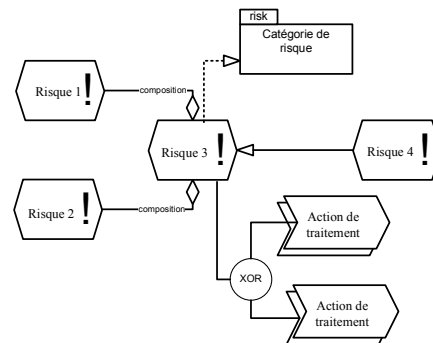 risk
Catégorie de
risque
Risque 1 !
composition
Risque 3 !
Risque 4 !
Risque 2 !
composition
Action de
traitement
XOR
Action de
traitement